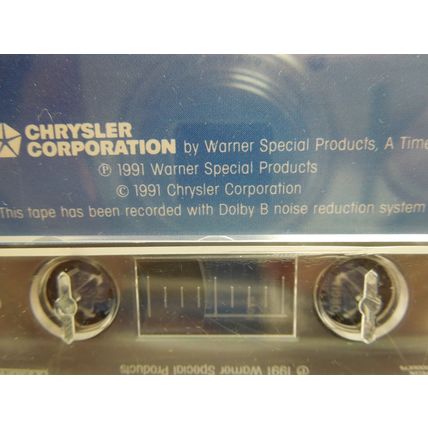 CHRYSLER
CORPORATION by Warner Special Products, A Time
℗ 1991 Warner Special Products
© 1991 Chrysler Corporation
This tape has been recorded with Dolby B noise reduction system
℗ 1991 Warner
Special Products